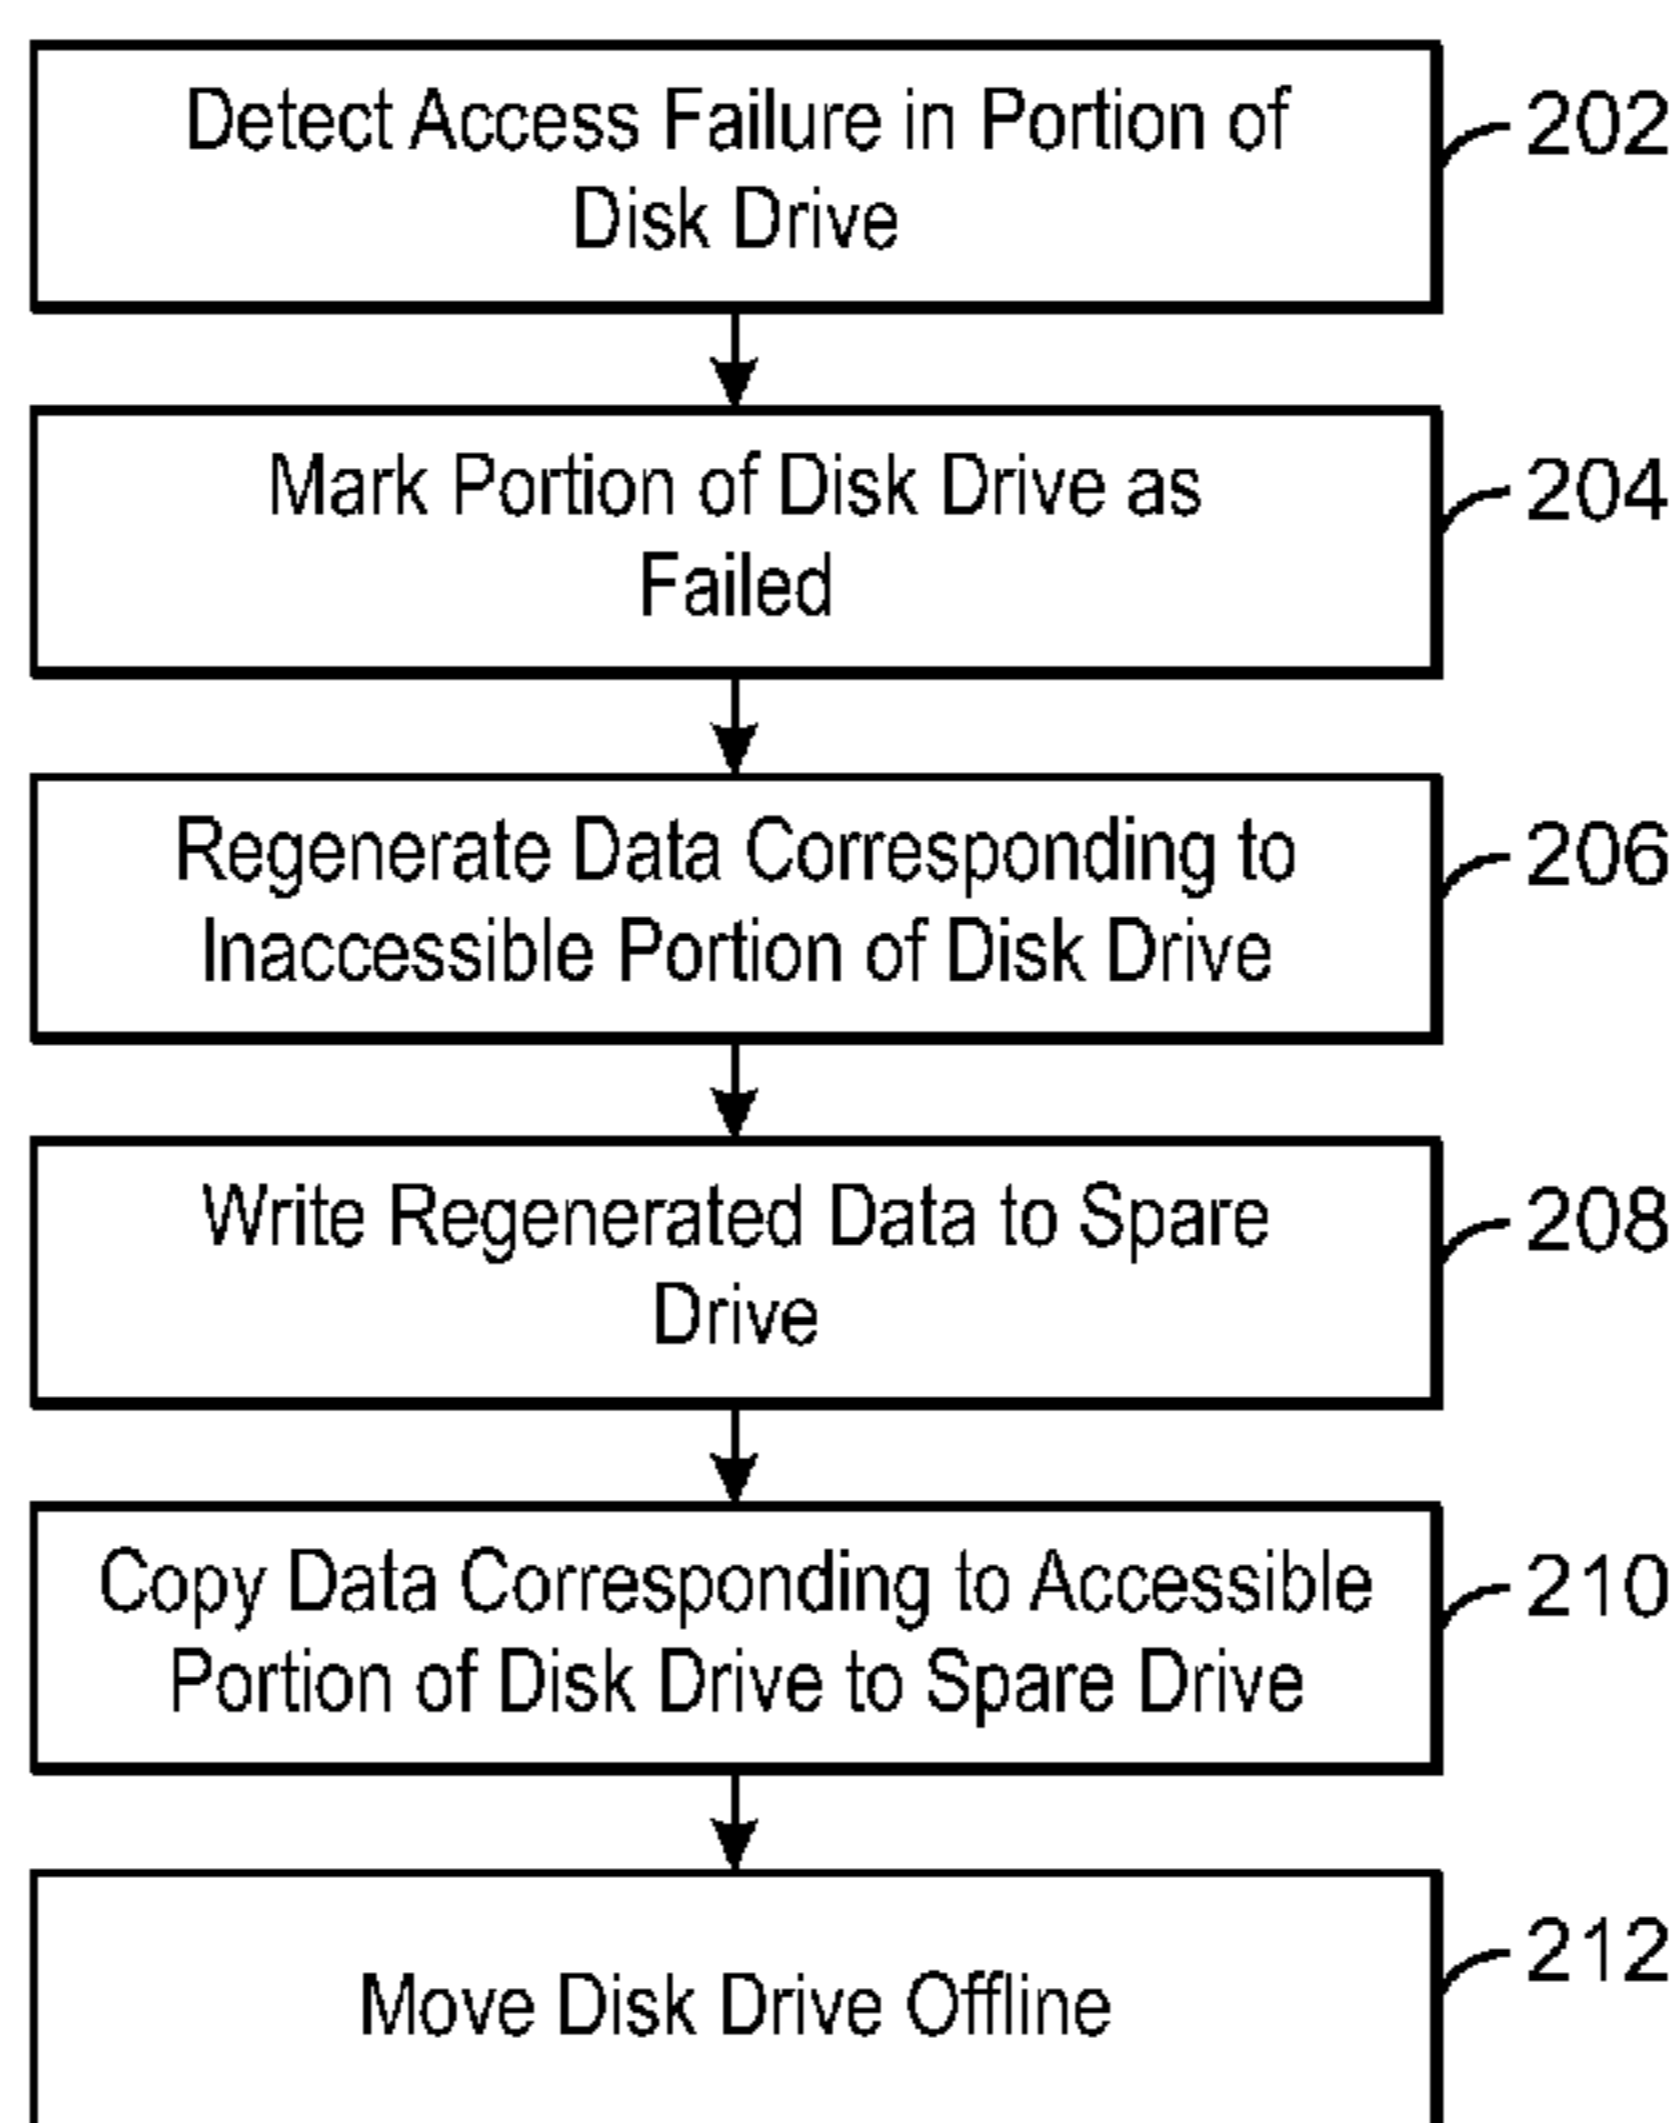 Detect Access Failure in Portion of
Disk Drive
202
Mark Portion of Disk Drive as
Failed
204
Regenerate Data Corresponding to
Inaccessible Portion of Disk Drive
206
Write Regenerated Data to Spare
Drive
208
Copy Data Corresponding to Accessible
Portion of Disk Drive to Spare Drive
210
Move Disk Drive Offline
212